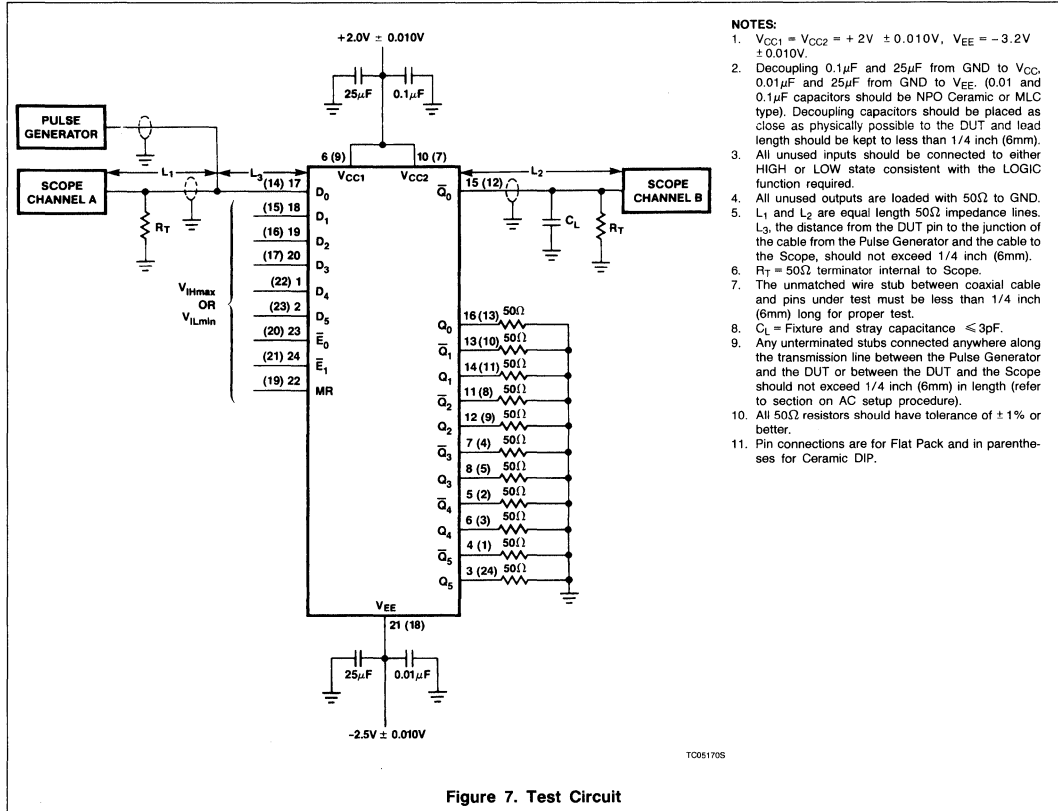 +2.0V ± 0.010V
25μF
0.1μF
PULSE
GENERATOR
SCOPE
CHANNEL A
L₁
L₃
R_T
6 (9)
10 (7)
V_CC1
V_CC2
(14) 17
D₀
(15) 18
D₁
(16) 19
D₂
(17) 20
D₃
(22) 1
D₄
(23) 2
D₅
(20) 23
E̅₀
(21) 24
E̅₁
(19) 22
MR
V_IHmax
OR
V_ILmin
L₂
15 (12)
Q̅₀
C_L
R_T
SCOPE
CHANNEL B
Q₀ 16 (13) 50Ω
Q̅₁ 13 (10) 50Ω
Q₁ 14 (11) 50Ω
Q̅₂ 11 (8) 50Ω
Q₂ 12 (9) 50Ω
Q̅₃ 7 (4) 50Ω
Q₃ 8 (5) 50Ω
Q̅₄ 5 (2) 50Ω
Q₄ 6 (3) 50Ω
Q̅₅ 4 (1) 50Ω
Q₅ 3 (24) 50Ω
V_EE
21 (18)
25μF
0.01μF
−2.5V ± 0.010V
NOTES:
1. V_CC1 = V_CC2 = + 2V ± 0.010V, V_EE = −3.2V
± 0.010V.
2. Decoupling 0.1μF and 25μF from GND to V_CC,
0.01μF and 25μF from GND to V_EE. (0.01 and
0.1μF capacitors should be NPO Ceramic or MLC
type). Decoupling capacitors should be placed as
close as physically possible to the DUT and lead
length should be kept to less than 1/4 inch (6mm).
3. All unused inputs should be connected to either
HIGH or LOW state consistent with the LOGIC
function required.
4. All unused outputs are loaded with 50Ω to GND.
5. L₁ and L₂ are equal length 50Ω impedance lines.
L₃, the distance from the DUT pin to the junction of
the cable from the Pulse Generator and the cable to
the Scope, should not exceed 1/4 inch (6mm).
6. R_T = 50Ω terminator internal to Scope.
7. The unmatched wire stub between coaxial cable
and pins under test must be less than 1/4 inch
(6mm) long for proper test.
8. C_L = Fixture and stray capacitance ⩽ 3pF.
9. Any unterminated stubs connected anywhere along
the transmission line between the Pulse Generator
and the DUT or between the DUT and the Scope
should not exceed 1/4 inch (6mm) in length (refer
to section on AC setup procedure).
10. All 50Ω resistors should have tolerance of ± 1% or
better.
11. Pin connections are for Flat Pack and in parenthe-
ses for Ceramic DIP.
TC05170S
Figure 7. Test Circuit